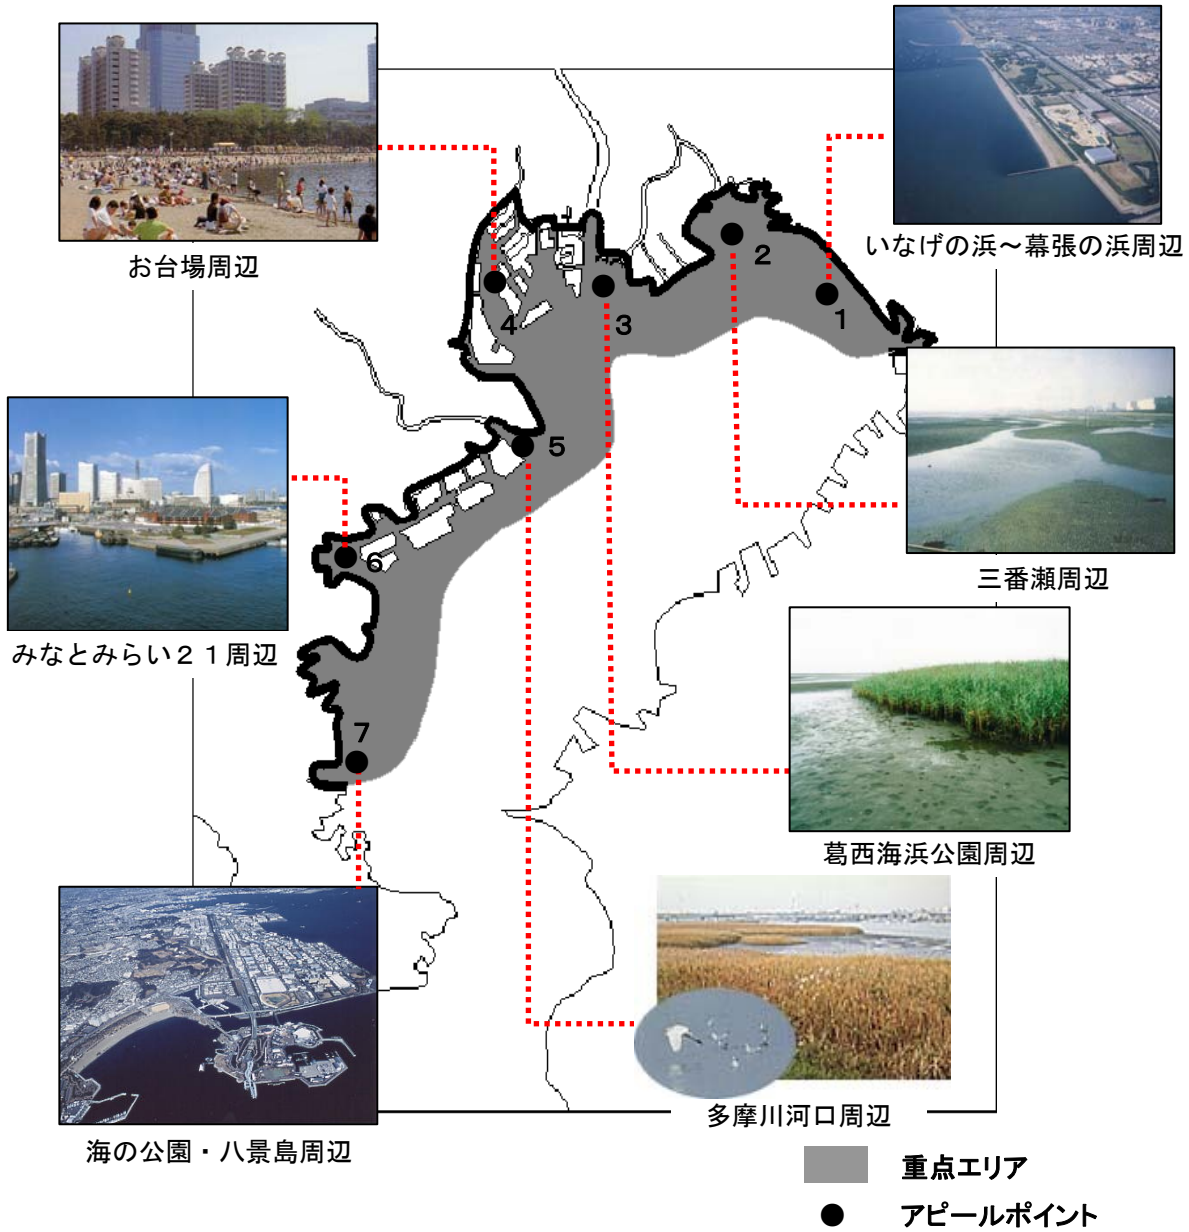 お台場周辺
いなげの浜～幕張の浜周辺
2
4
3
1
三番瀬周辺
5
6
みなとみらい２１周辺
7
葛西海浜公園周辺
多摩川河口周辺
海の公園・八景島周辺
重点エリア
アピールポイント